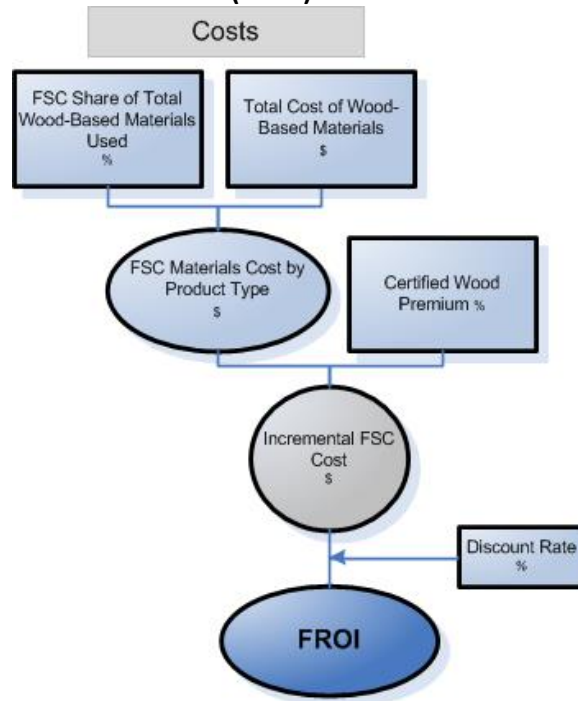 Costs
FSC Share of Total
Wood-Based Materials
Used
%
Total Cost of Wood-
Based Materials
$
FSC Materials Cost by
Product Type
$
Certified Wood
Premium %
Incremental FSC
Cost
$
Discount Rate
%
FROI